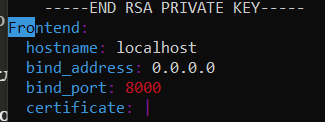 -----END RSA PRIVATE KEY-----
Frontend:
hostname: localhost
bind_address: 0.0.0.0
bind_port: 8000
certificate: |